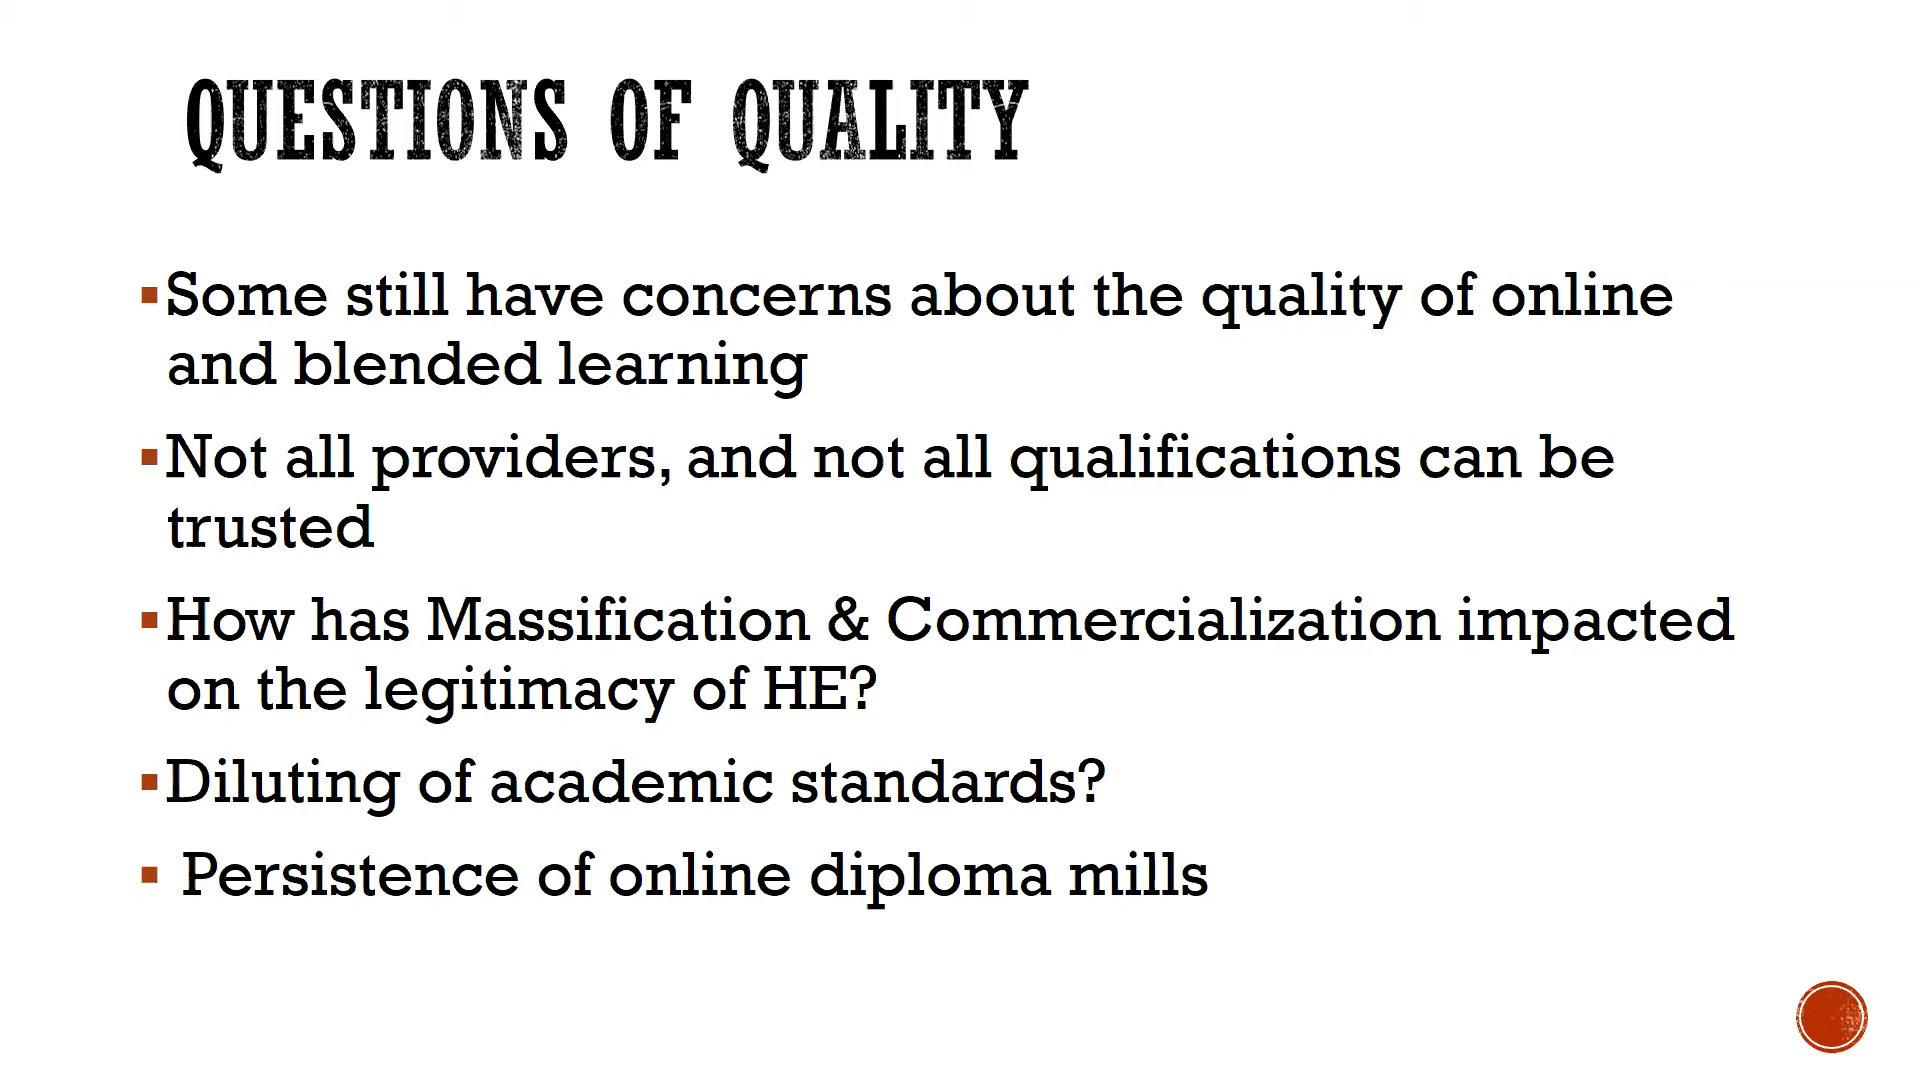 QUESTIONS OF QUALITY
▪Some still have concerns about the quality of online
and blended learning
▪Not all providers, and not all qualifications can be
trusted
▪How has Massification & Commercialization impacted
on the legitimacy of HE?
▪Diluting of academic standards?
▪ Persistence of online diploma mills